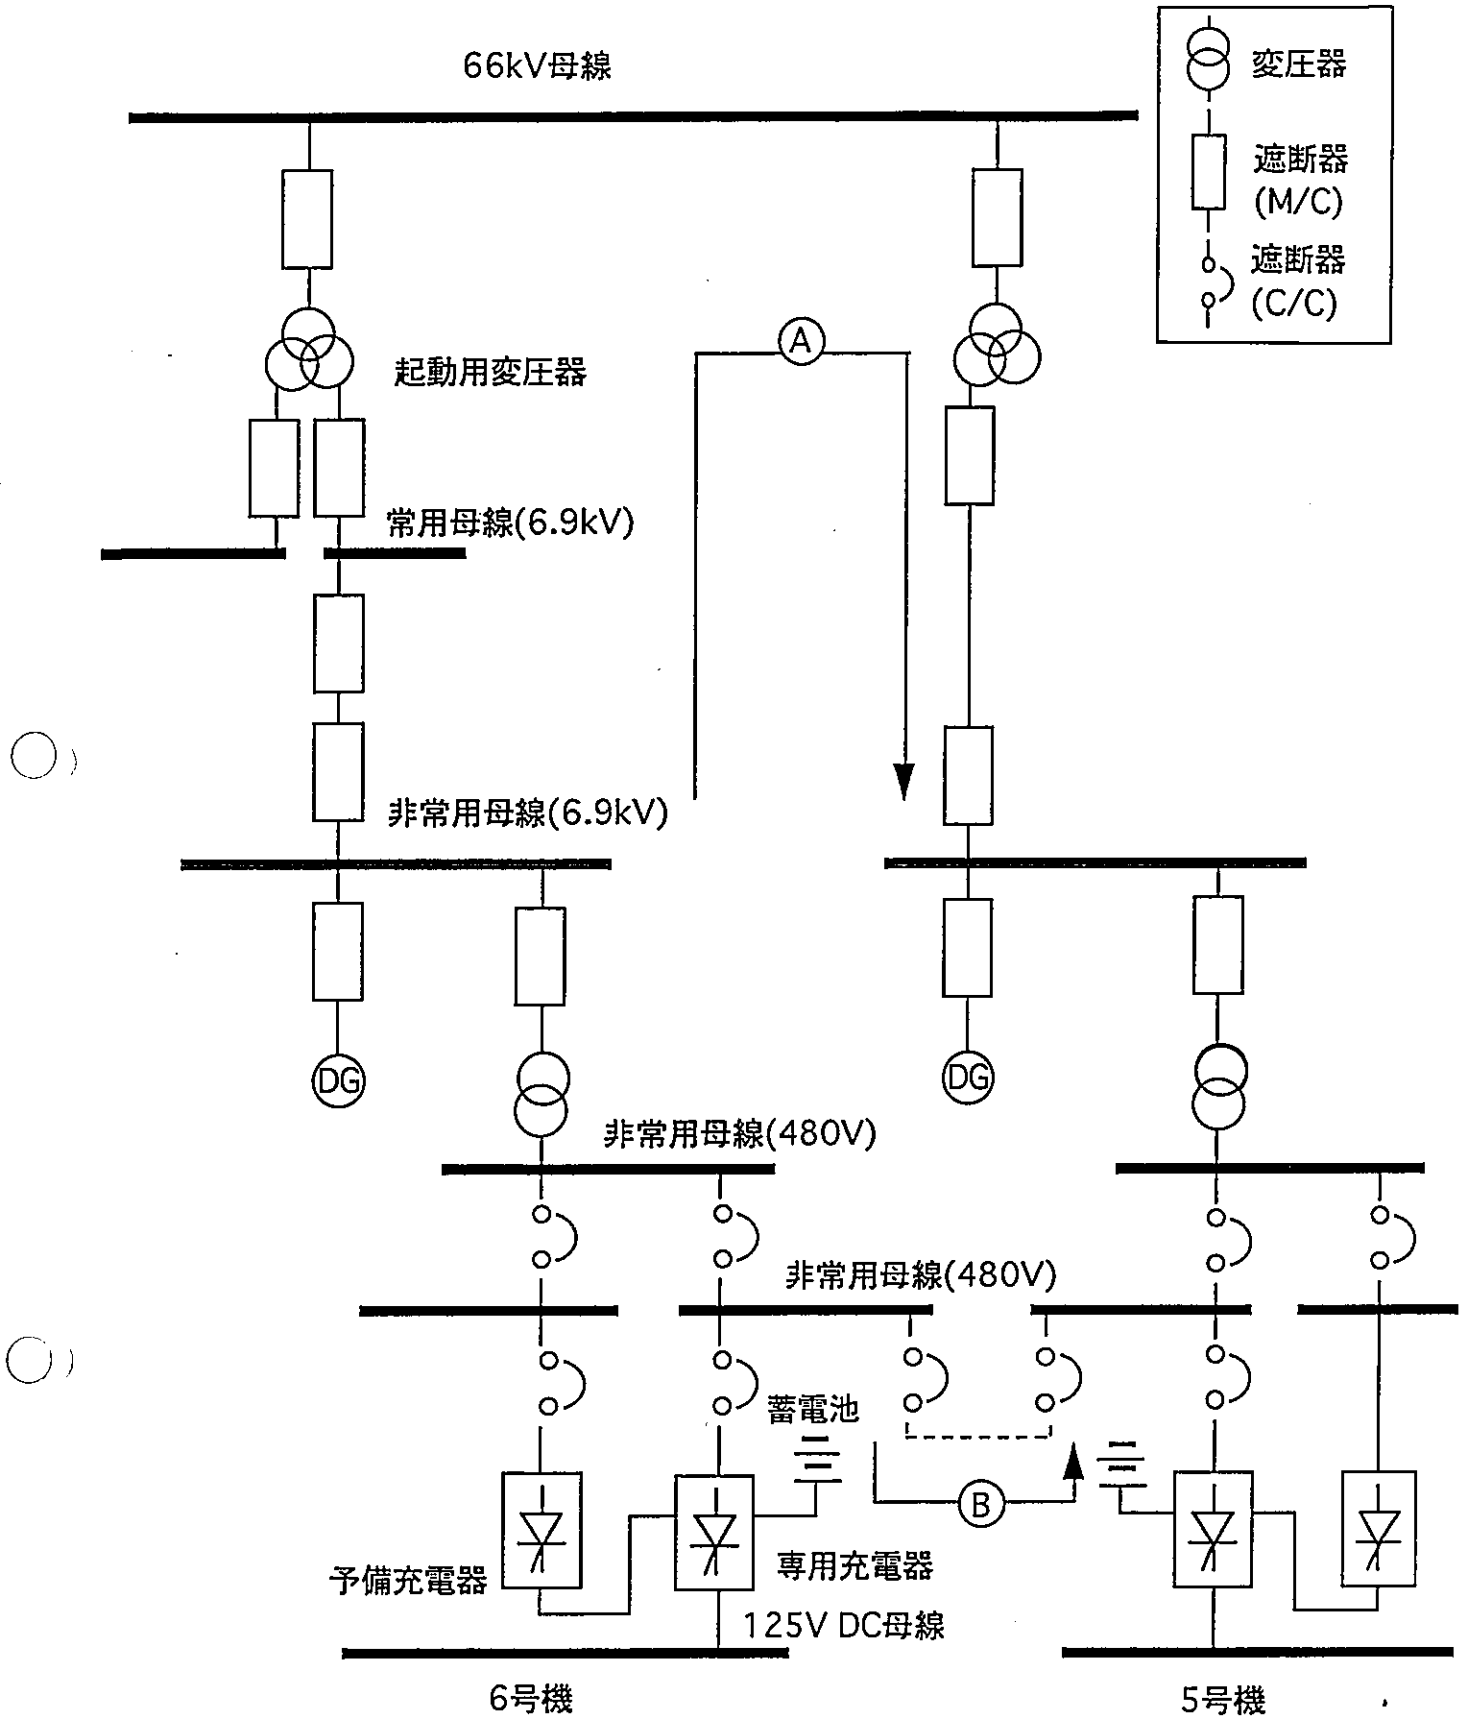 66kV母線
変圧器
遮断器
(M/C)
遮断器
(C/C)
A
起動用変圧器
常用母線(6.9kV)
非常用母線(6.9kV)
DG
DG
非常用母線(480V)
非常用母線(480V)
蓄電池
B
予備充電器
専用充電器
125V DC母線
6号機
5号機